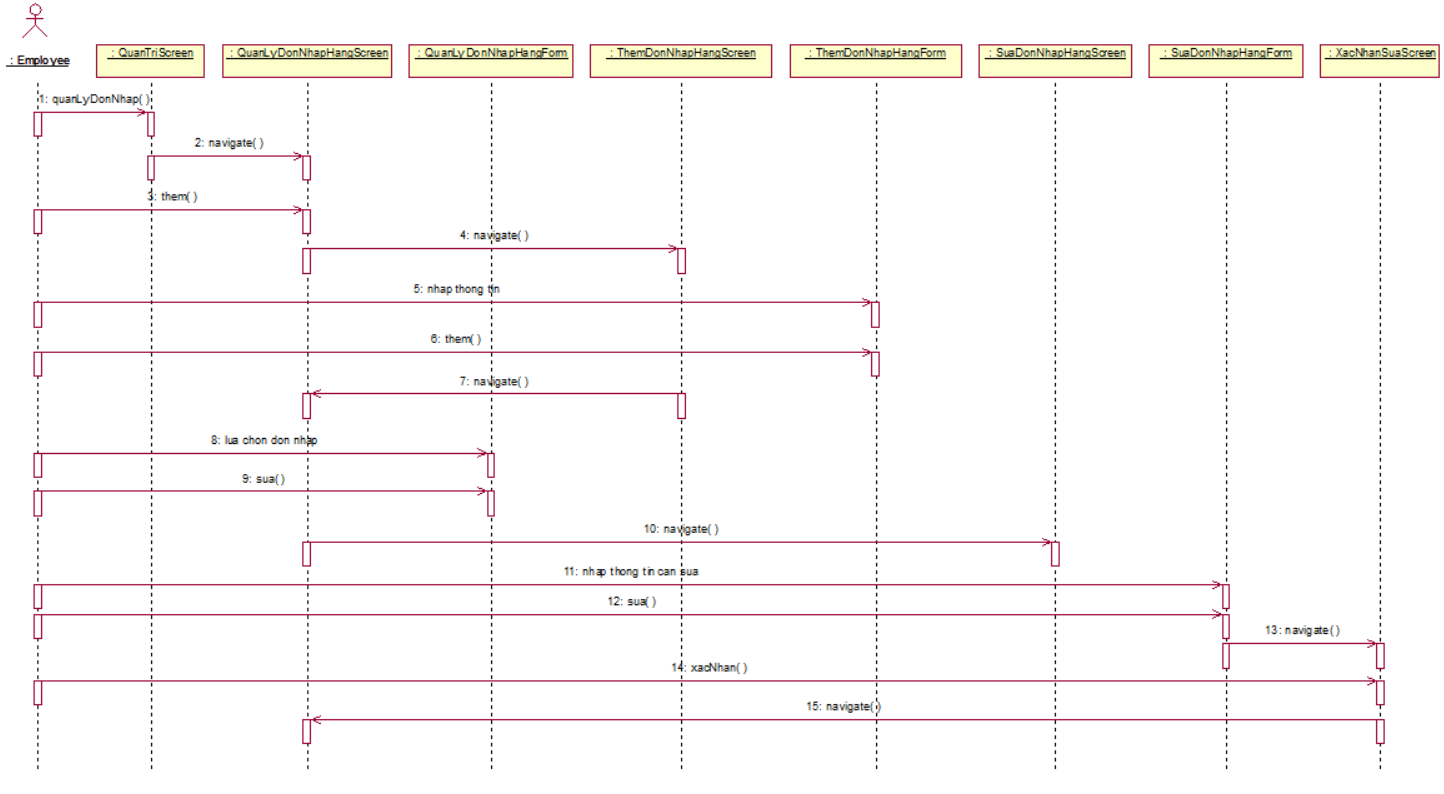 : Employee
: QuanTriScreen
: QuanLyDonNhapHangScreen
: QuanLyDonNhapHangForm
: ThemDonNhapHangScreen
: ThemDonNhapHangForm
: SuaDonNhapHangScreen
: SuaDonNhapHangForm
: XacNhanSuaScreen
1: quanLyDonNhap( )
2: navigate( )
3: them( )
4: navigate( )
5: nhap thong tin
6: them( )
7: navigate( )
8: lua chon don nhap
9: sua( )
10: navigate( )
11: nhap thong tin can sua
12: sua( )
13: navigate( )
14: xacNhan( )
15: navigate( )